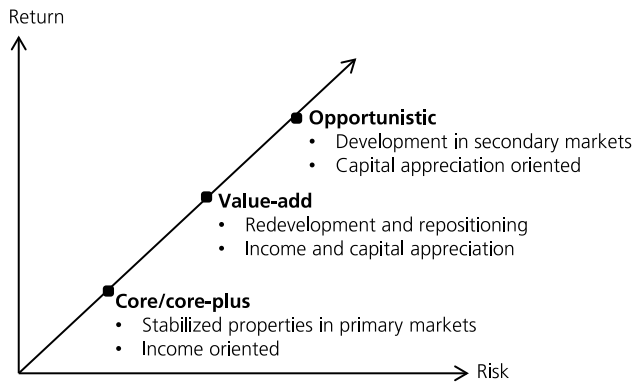 Return
Opportunistic
• Development in secondary markets
• Capital appreciation oriented
Value-add
• Redevelopment and repositioning
• Income and capital appreciation
Core/core-plus
• Stabilized properties in primary markets
• Income oriented
Risk